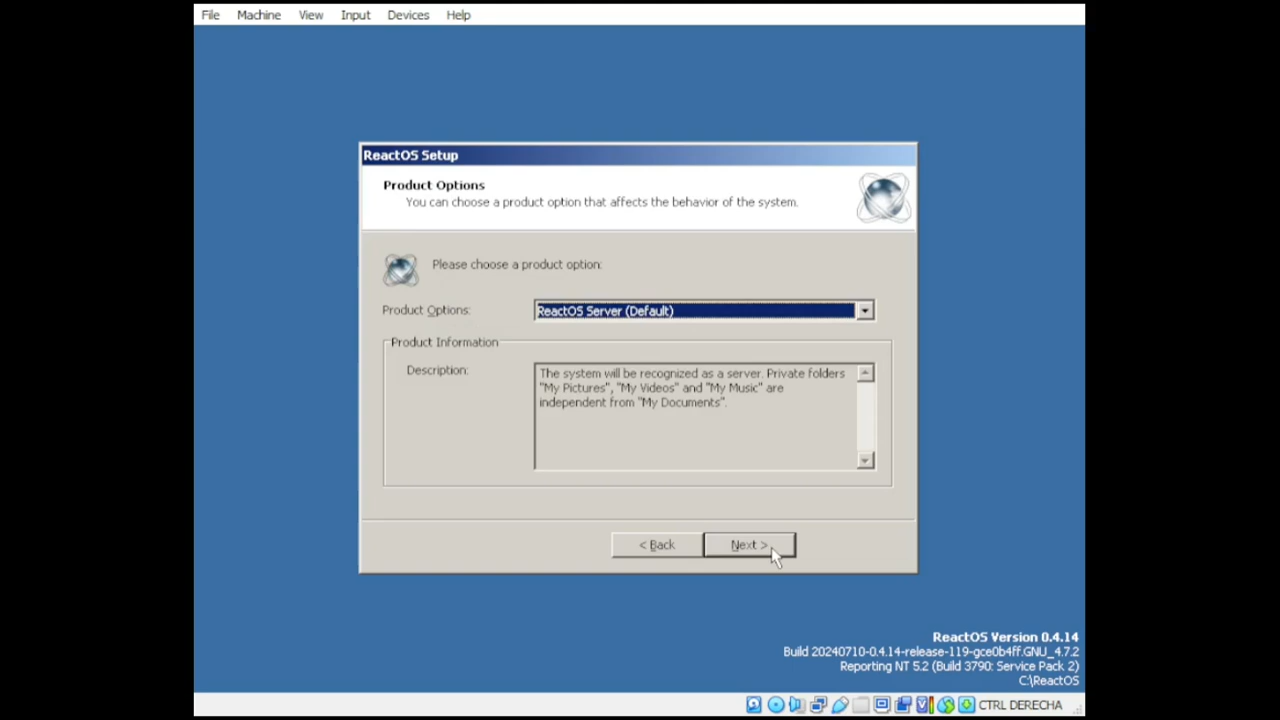 File Machine View Input Devices Help
ReactOS Setup
Product Options
You can choose a product option that affects the behavior of the system.
Please choose a product option:
Product Options: ReactOS Server (Default)
Product Information
Description: The system will be recognized as a server. Private folders
"My Pictures", "My Videos" and "My Music" are
independent from "My Documents".
< Back Next >
ReactOS Version 0.4.14
Build 20240710-0.4.14-release-119-gce0b4ff.GNU_4.7.2
Reporting NT 5.2 (Build 3790: Service Pack 2)
C:\ReactOS
CTRL DERECHA